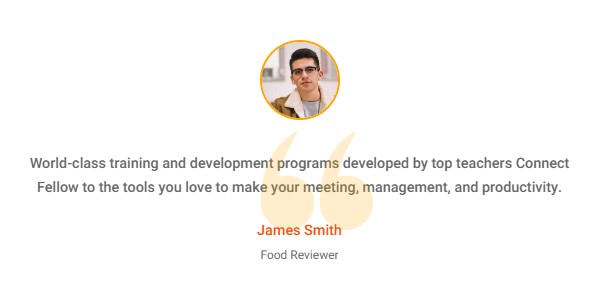 World-class training and development programs developed by top teachers Connect
Fellow to the tools you love to make your meeting, management, and productivity.
James Smith
Food Reviewer